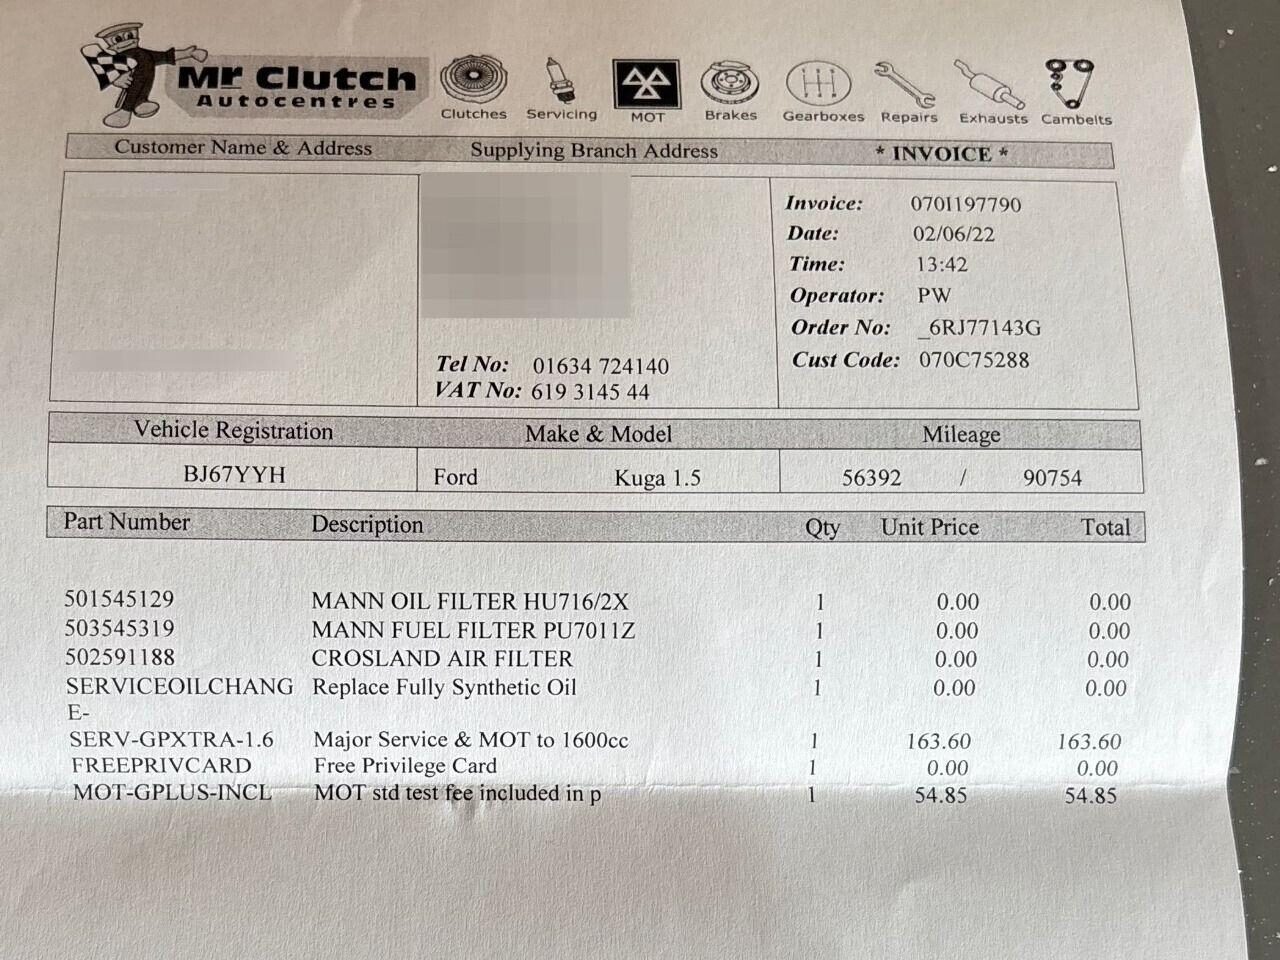 Mr Clutch
Autocentres
Clutches Servicing MOT Brakes Gearboxes Repairs Exhausts Cambelts
Customer Name & Address Supplying Branch Address * INVOICE *
Invoice: 070I197790
Date: 02/06/22
Time: 13:42
Operator: PW
Order No: _6RJ77143G
Cust Code: 070C75288
Tel No: 01634 724140
VAT No: 619 3145 44
Vehicle Registration Make & Model Mileage
BJ67YYH Ford Kuga 1.5 56392 / 90754
Part Number Description Qty Unit Price Total
501545129 MANN OIL FILTER HU716/2X 1 0.00 0.00
503545319 MANN FUEL FILTER PU7011Z 1 0.00 0.00
502591188 CROSLAND AIR FILTER 1 0.00 0.00
SERVICEOILCHANG Replace Fully Synthetic Oil 1 0.00 0.00
E-
SERV-GPXTRA-1.6 Major Service & MOT to 1600cc 1 163.60 163.60
FREEPRIVCARD Free Privilege Card 1 0.00 0.00
MOT-GPLUS-INCL MOT std test fee included in p 1 54.85 54.85